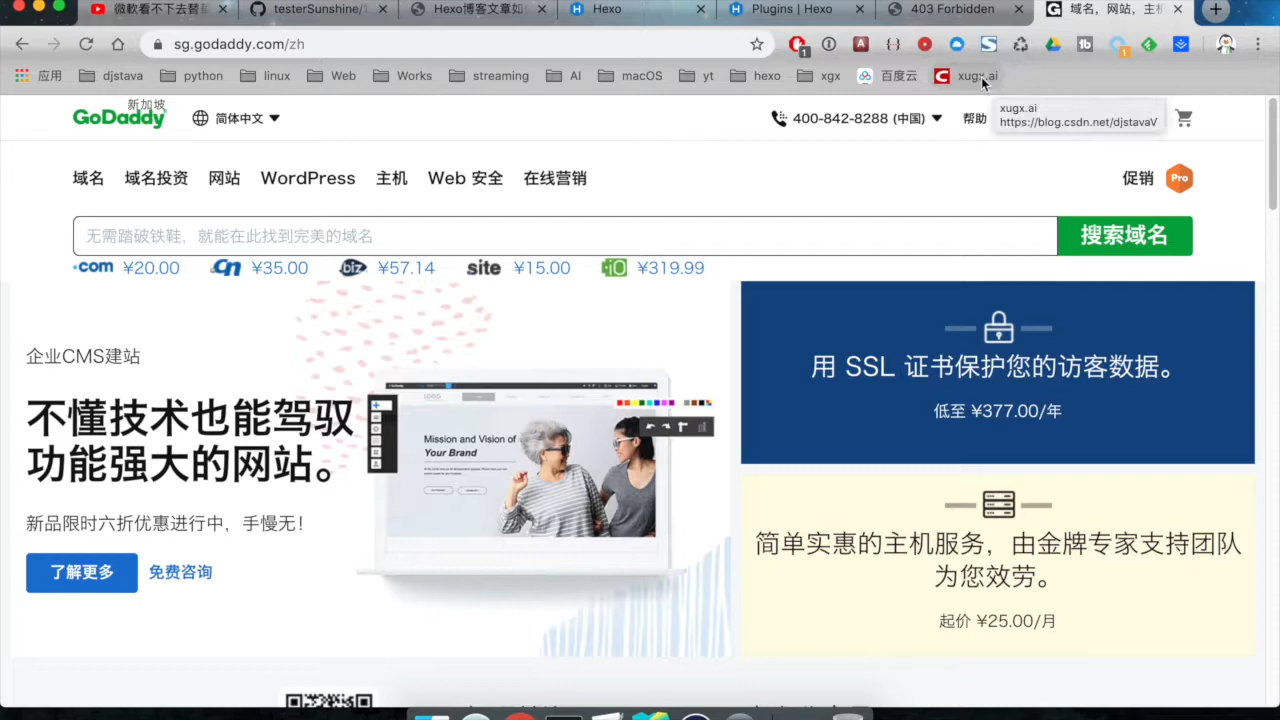 微軟看不下去替
testerSunshine/1
Hexo博客文章如
Hexo
Plugins | Hexo
403 Forbidden
域名，网站，主机
sg.godaddy.com/zh
1
1
应用
djstava
python
linux
Web
Works
streaming
AI
macOS
yt
hexo
xgx
百度云
xugx.ai
新加坡
GoDaddy
简体中文
400-842-8288 (中国)
帮助
xugx.ai
https://blog.csdn.net/djstavaV
域名
域名投资
网站
WordPress
主机
Web 安全
在线营销
促销
Pro
无需踏破铁鞋，就能在此找到完美的域名
搜索域名
.com ¥20.00
cn ¥35.00
.biz ¥57.14
site ¥15.00
iO ¥319.99
企业CMS建站
不懂技术也能驾驭
功能强大的网站。
新品限时六折优惠进行中，手慢无！
了解更多
免费咨询
LOGO
Mission and Vision of
Your Brand
用 SSL 证书保护您的访客数据。
低至 ¥377.00/年
简单实惠的主机服务，由金牌专家支持团队
为您效劳。
起价 ¥25.00/月